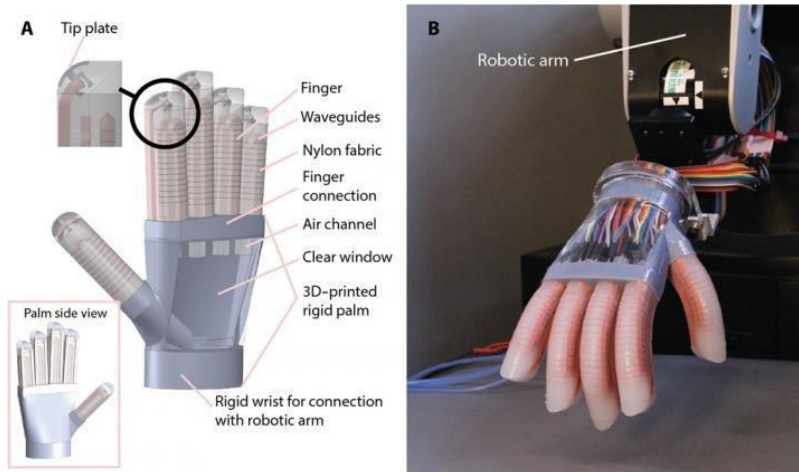 A
Tip plate
Finger
Waveguides
Nylon fabric
Finger
connection
Air channel
Clear window
3D-printed
rigid palm
Palm side view
Rigid wrist for connection
with robotic arm
B
Robotic arm